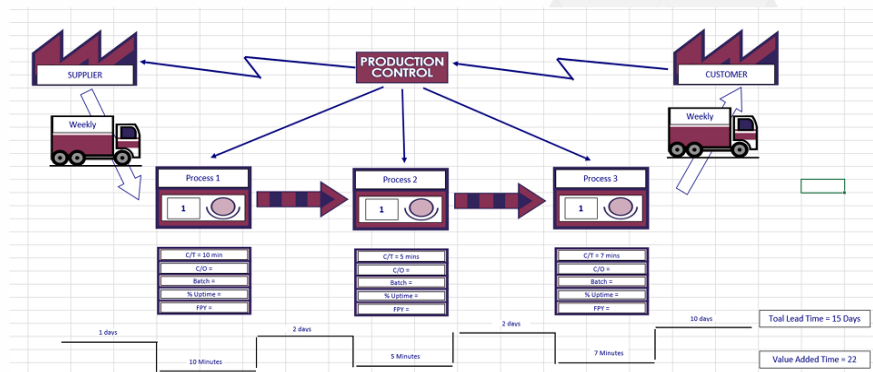 SUPPLIER
PRODUCTION
CONTROL
CUSTOMER
Weekly
Weekly
Process 1
1
Process 2
1
Process 3
1
C/T = 10 min
C/O =
Batch =
% Uptime =
FPY =
C/T = 5 mins
C/O =
Batch =
% Uptime =
FPY =
C/T = 7 mins
C/O =
Batch =
% Uptime =
FPY =
1 days
10 Minutes
2 days
5 Minutes
2 days
7 Minutes
10 days
Toal Lead Time = 15 Days
Value Added Time = 22